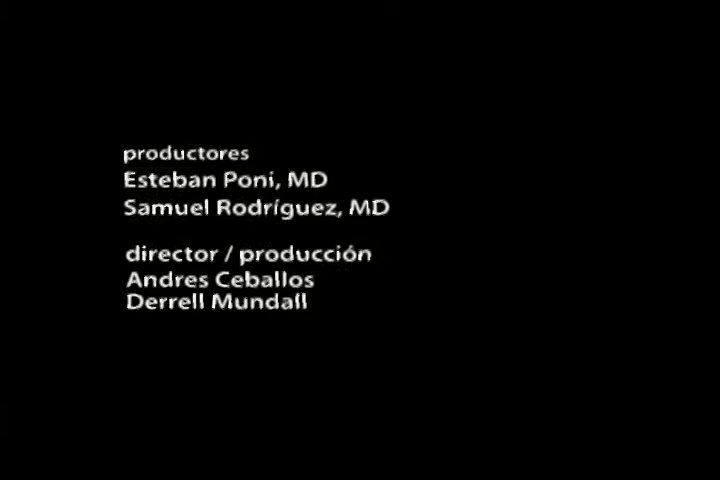 productores
Esteban Poni, MD
Samuel Rodríguez, MD
director / producción
Andres Ceballos
Derrell Mundall